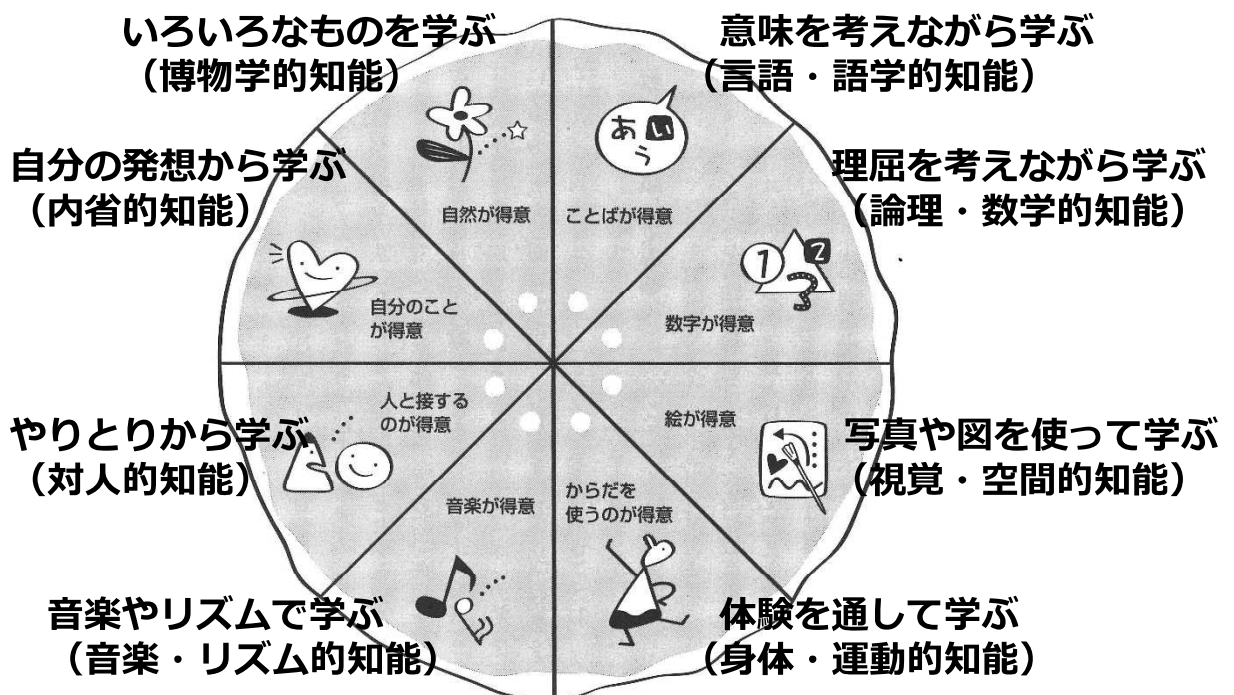 いろいろなものを学ぶ
（博物学的知能）
意味を考えながら学ぶ
（言語・語学的知能）
自分の発想から学ぶ
（内省的知能）
理屈を考えながら学ぶ
（論理・数学的知能）
あ い
う
自然が得意
ことばが得意
1 2
自分のこと
が得意
数字が得意
人と接する
のが得意
絵が得意
やりとりから学ぶ
（対人的知能）
写真や図を使って学ぶ
（視覚・空間的知能）
音楽が得意
からだを
使うのが得意
音楽やリズムで学ぶ
（音楽・リズム的知能）
体験を通して学ぶ
（身体・運動的知能）